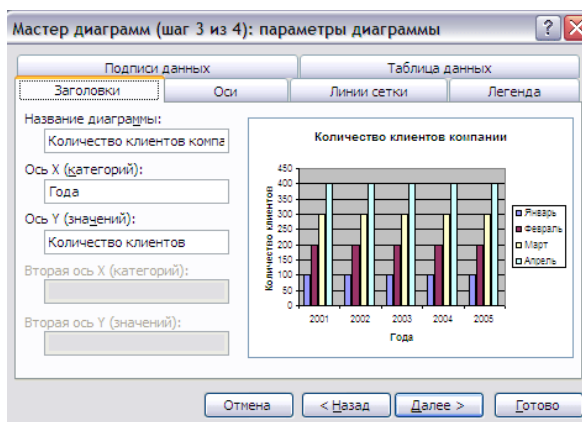 Мастер диаграмм (шаг 3 из 4): параметры диаграммы
Подписи данных
Таблица данных
Заголовки
Оси
Линии сетки
Легенда
Название диаграммы:
Количество клиентов компа
Ось X (категорий):
Года
Ось Y (значений):
Количество клиентов
Вторая ось X (категорий):
Вторая ось Y (значений):
Количество клиентов компании
Количество клиентов
450
400
350
300
250
200
150
100
50
0
2001 2002 2003 2004 2005
Года
Январь
Февраль
Март
Апрель
Отмена
< Назад
Далее >
Готово